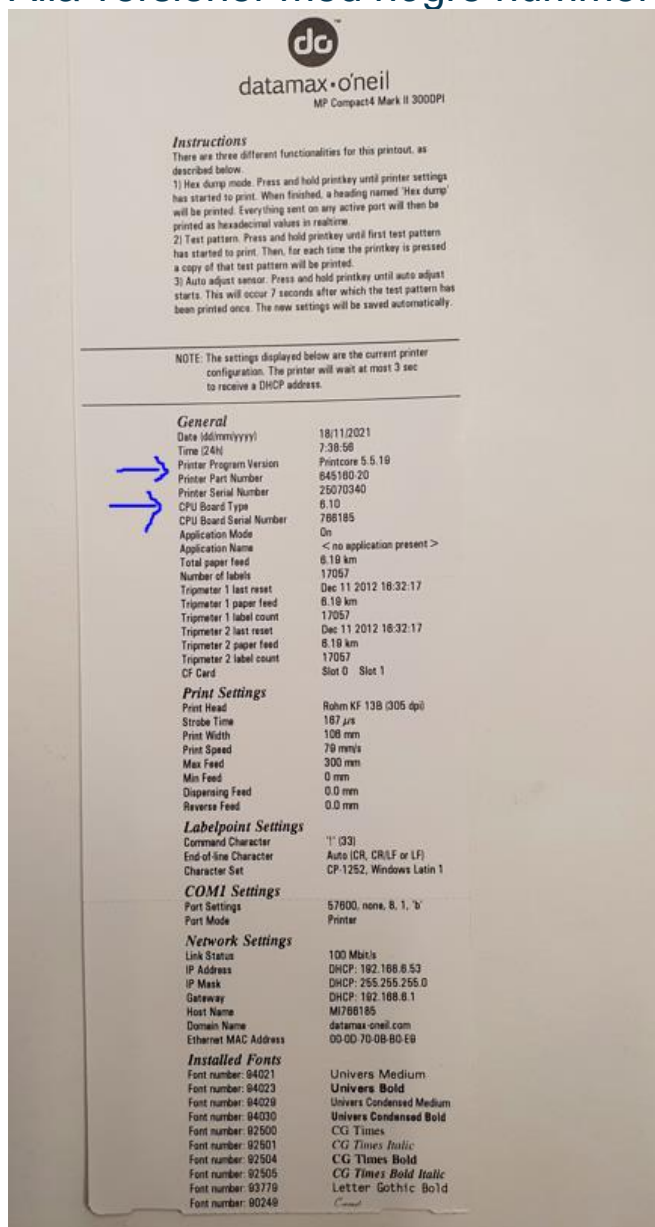 do
datamax•o'neil
MP Compact4 Mark II 300DPI
Instructions
There are three different functionalities for this printout, as
described below.
1) Hex dump mode. Press and hold printkey until printer settings
has started to print. When finished, a heading named 'Hex dump'
will be printed. Everything sent on any active port will then be
printed as hexadecimal values in
realtime.
2) Test pattern. Press and hold printkey until first test pattern
has started to print. Then, for each time the printkey is pressed
a copy of that test pattern will be printed.
3) Auto adjust sensor. Press and hold printkey until auto adjust
starts. This will occur 7 seconds after which the test pattern has
been printed once. The new settings will be saved automatically.
NOTE: The settings displayed below are the current printer
configuration. The printer will wait at most 3 sec
to receive a DHCP address.
General
Date (dd/mm/yyyy) 18/11/2021
Time (24h) 7:38:56
Printer Program Version Printcore 5.5.19
Printer Part Number 645160-20
Printer Serial Number 25070340
CPU Board Type 6.10
CPU Board Serial Number 766185
Application Mode On
Application Name < no application present >
Total paper feed 6.19 km
Number of labels 17057
Tripmeter 1 last reset Dec 11 2012 16:32:17
Tripmeter 1 paper feed 6.19 km
Tripmeter 1 label count 17057
Tripmeter 2 last reset Dec 11 2012 16:32:17
Tripmeter 2 paper feed 6.19 km
Tripmeter 2 label count 17057
CF Card Slot 0 Slot 1
Print Settings
Print Head Rohm KF 13B (305 dpi)
Strobe Time 167 µs
Print Width 106 mm
Print Speed 79 mm/s
Max Feed 300 mm
Min Feed 0 mm
Dispensing Feed 0.0 mm
Reverse Feed 0.0 mm
Labelpoint Settings
Command Character '!' (33)
End-of-line Character Auto (CR, CR/LF or LF)
Character Set CP-1252, Windows Latin 1
COM1 Settings
Port Settings 57600, none, 8, 1, 'b'
Port Mode Printer
Network Settings
Link Status 100 Mbit/s
IP Address DHCP: 192.168.6.53
IP Mask DHCP: 255.255.255.0
Gateway DHCP: 192.168.6.1
Host Name MI766185
Domain Name datamax-oneil.com
Ethernet MAC Address 00-0D-70-0B-B0-E9
Installed Fonts
Font number: 94021 Univers Medium
Font number: 94023 Univers Bold
Font number: 94029 Univers Condensed Medium
Font number: 94030 Univers Condensed Bold
Font number: 92500 CG Times
Font number: 92501 CG Times Italic
Font number: 92504 CG Times Bold
Font number: 92505 CG Times Bold Italic
Font number: 93779 Letter Gothic Bold
Font number: 90249